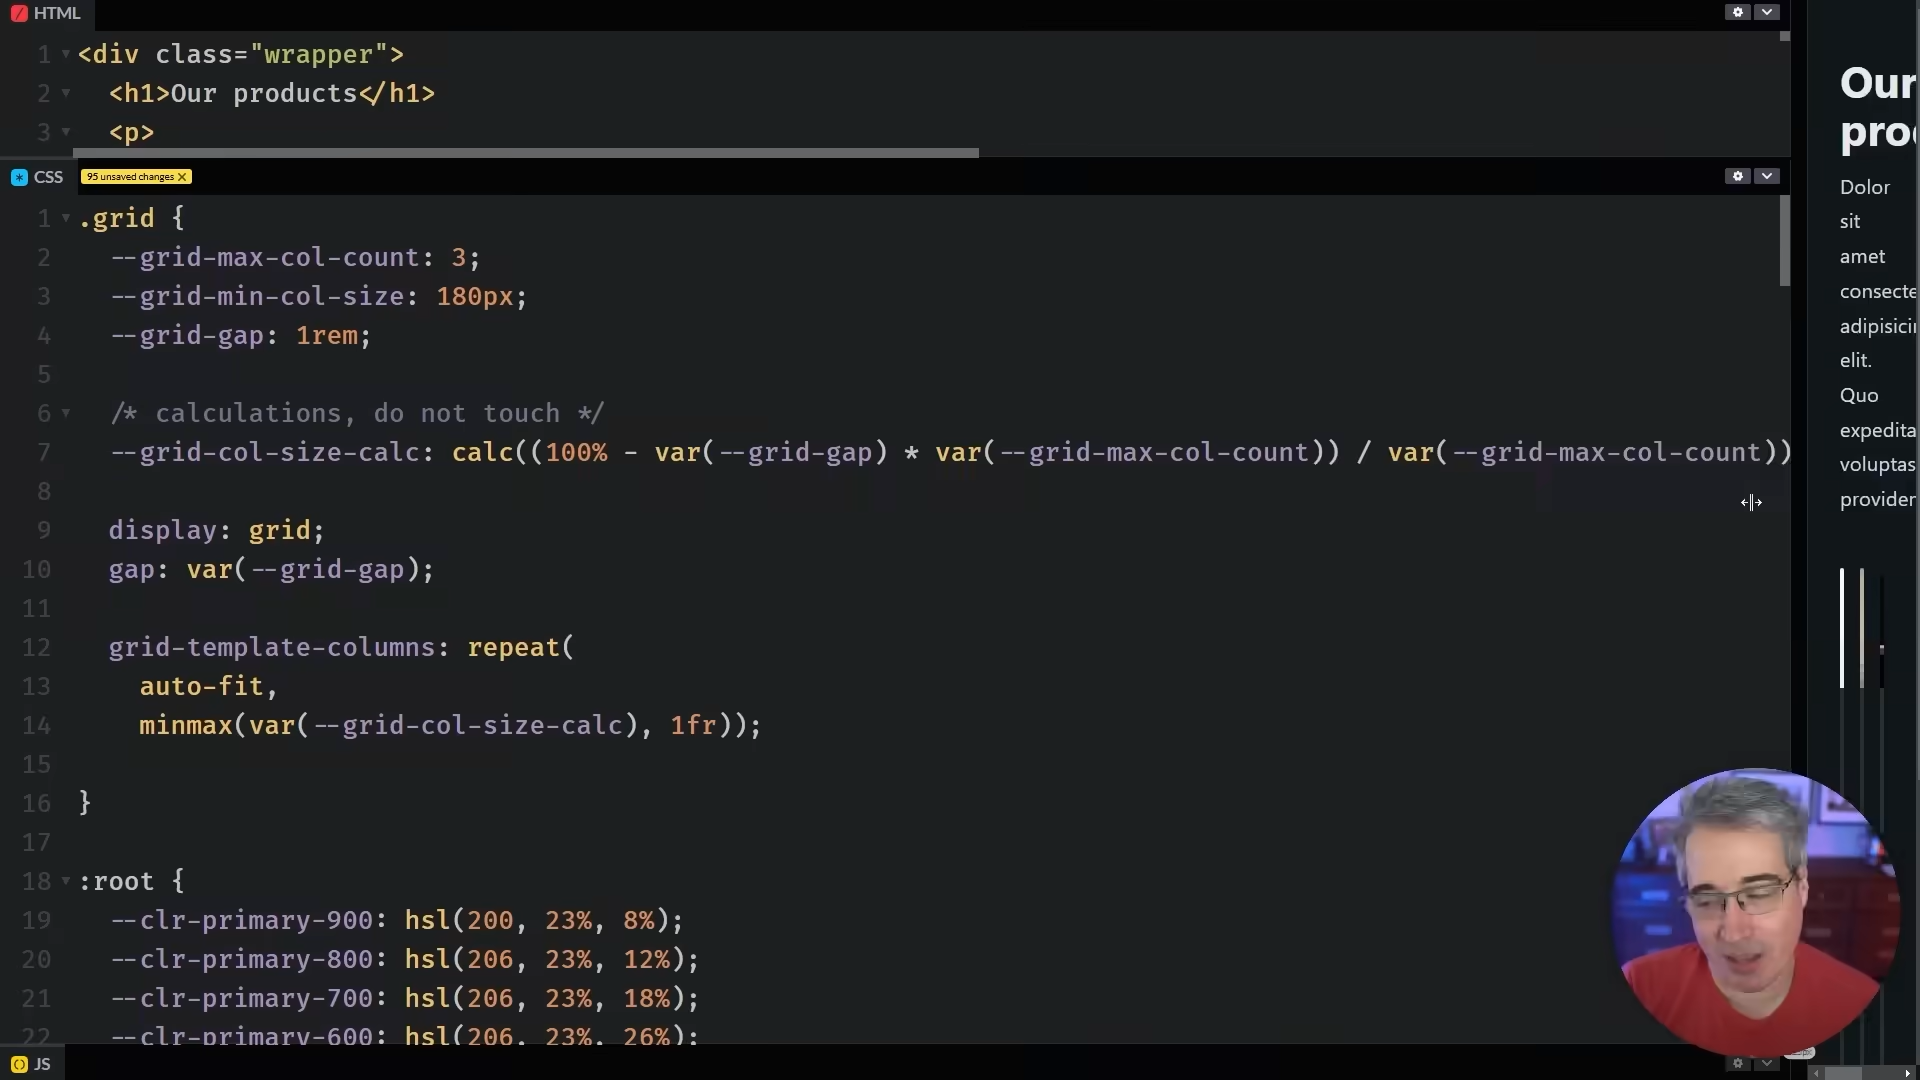 HTML
1 <div class="wrapper">
2 <h1>Our products</h1>
3 <p>
CSS 95 unsaved changes
1 .grid {
2 --grid-max-col-count: 3;
3 --grid-min-col-size: 180px;
4 --grid-gap: 1rem;
5
6 /* calculations, do not touch */
7 --grid-col-size-calc: calc((100% - var(--grid-gap) * var(--grid-max-col-count)) / var(--grid-max-col-count))
8
9 display: grid;
10 gap: var(--grid-gap);
11
12 grid-template-columns: repeat(
13 auto-fit,
14 minmax(var(--grid-col-size-calc), 1fr));
15
16 }
17
18 :root {
19 --clr-primary-900: hsl(200, 23%, 8%);
20 --clr-primary-800: hsl(206, 23%, 12%);
21 --clr-primary-700: hsl(206, 23%, 18%);
22 --clr-primary-600: hsl(206, 23%, 26%);
JS
Our
pro
Dolor
sit
amet
consecte
adipisici
elit.
Quo
expedita
voluptas
provider